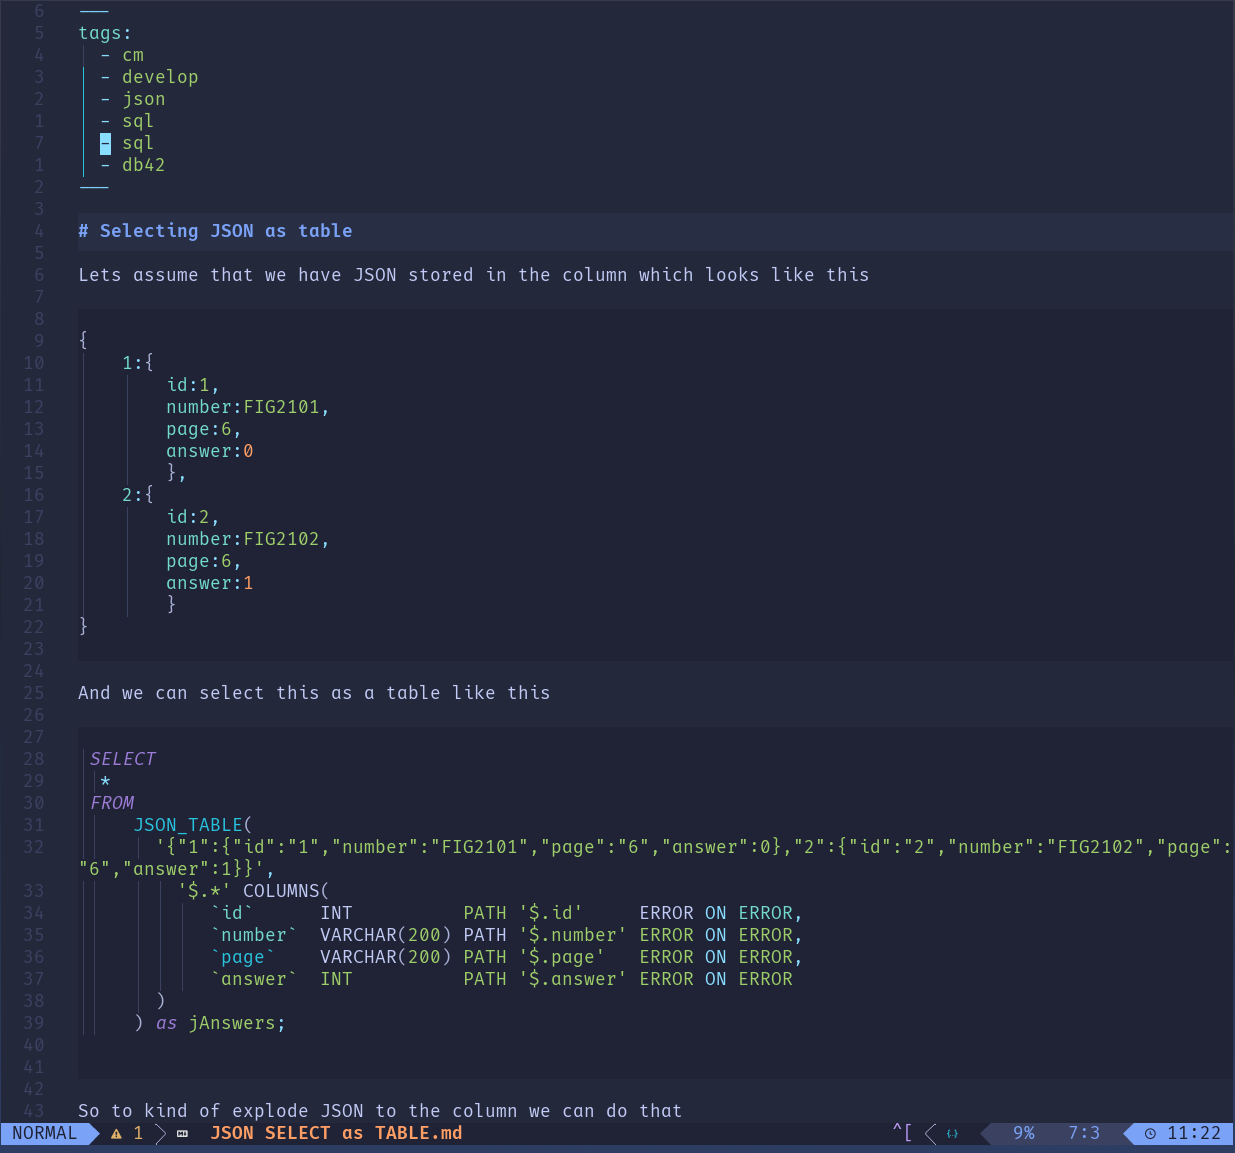 6 ---
5 tags:
4 - cm
3 - develop
2 - json
1 - sql
7 - sql
1 - db42
2 ---
3
4 # Selecting JSON as table
5
6 Lets assume that we have JSON stored in the column which looks like this
7
8
9 {
10 1:{
11 id:1,
12 number:FIG2101,
13 page:6,
14 answer:0
15 },
16 2:{
17 id:2,
18 number:FIG2102,
19 page:6,
20 answer:1
21 }
22 }
23
24
25 And we can select this as a table like this
26
27
28 SELECT
29 *
30 FROM
31 JSON_TABLE(
32 '{"1":{"id":"1","number":"FIG2101","page":"6","answer":0},"2":{"id":"2","number":"FIG2102","page":
"6","answer":1}}',
33 '$.*' COLUMNS(
34 `id` INT PATH '$.id' ERROR ON ERROR,
35 `number` VARCHAR(200) PATH '$.number' ERROR ON ERROR,
36 `page` VARCHAR(200) PATH '$.page' ERROR ON ERROR,
37 `answer` INT PATH '$.answer' ERROR ON ERROR
38 )
39 ) as jAnswers;
40
41
42
43 So to kind of explode JSON to the column we can do that
NORMAL 1 JSON SELECT as TABLE.md ^[ 9% 7:3 11:22